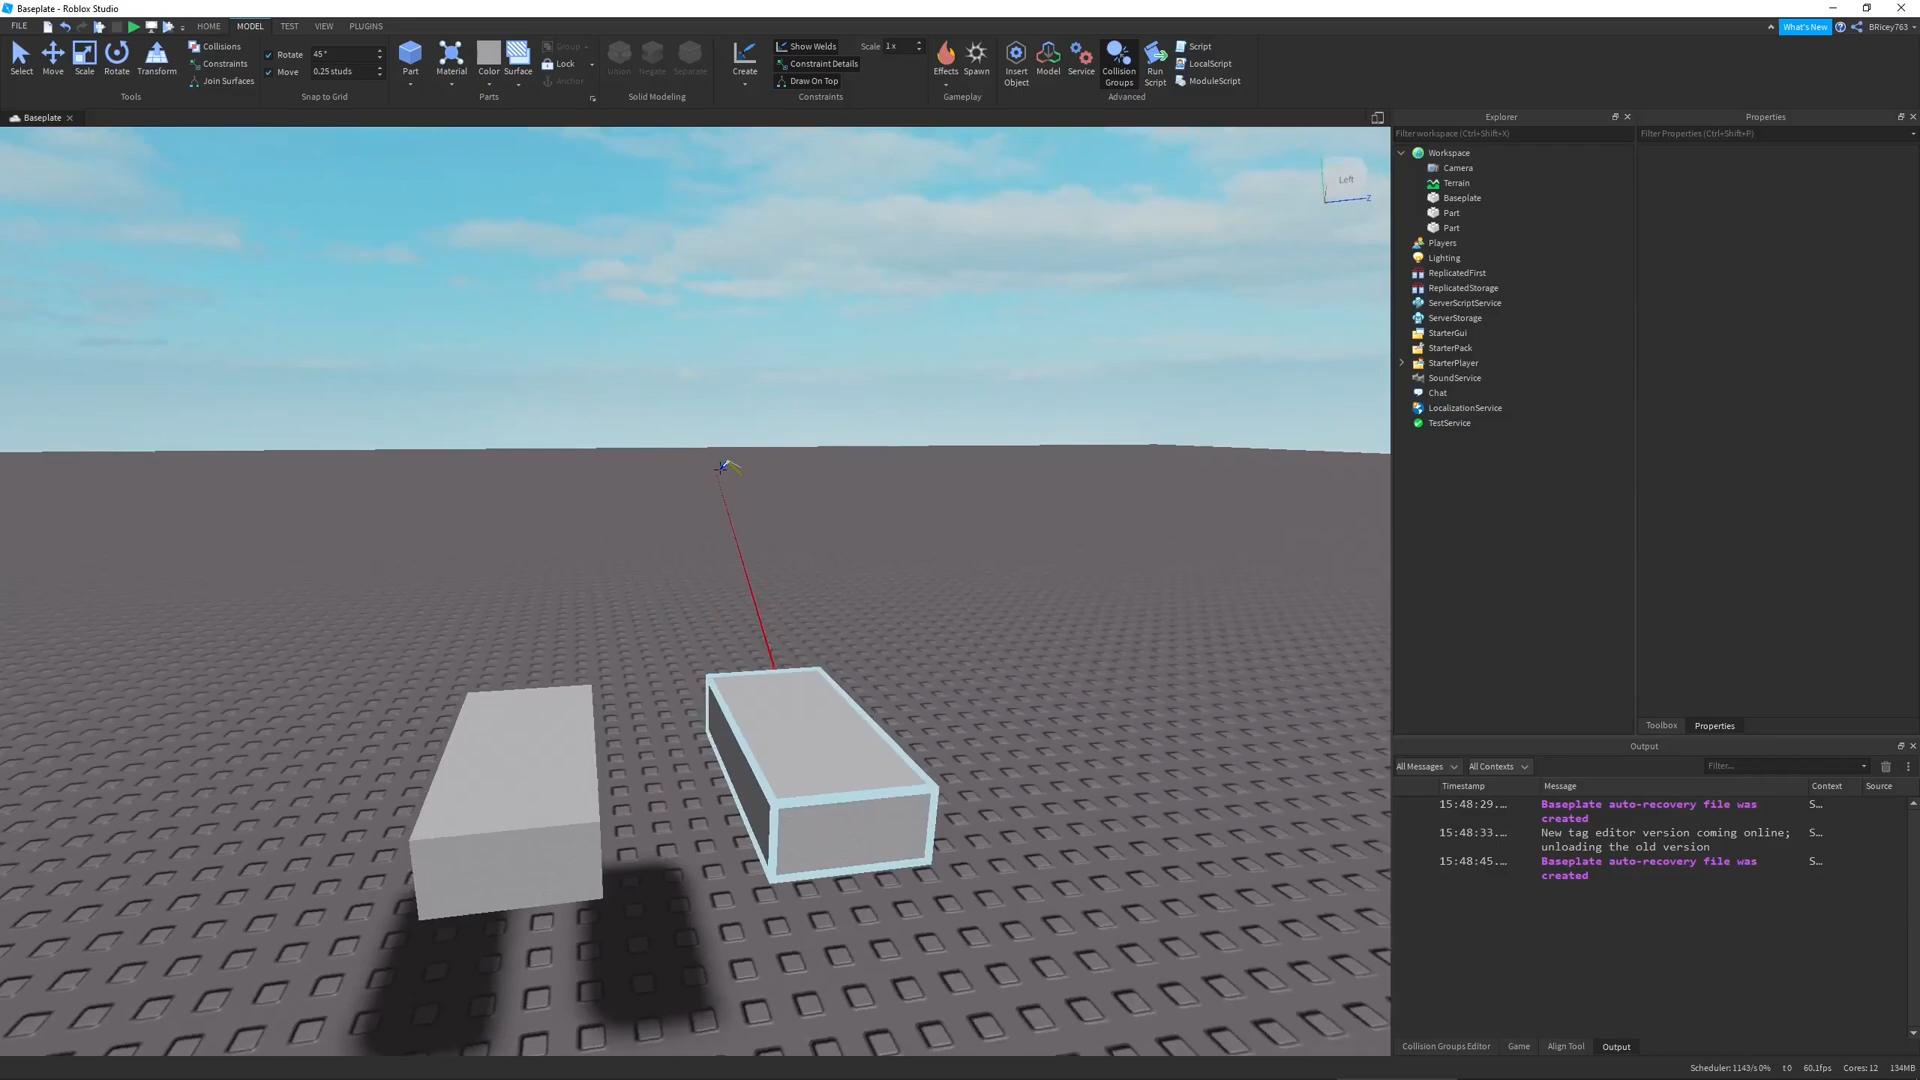 Baseplate - Roblox Studio
FILE HOME MODEL TEST VIEW PLUGINS What's New BRicey763
Select Move Scale Rotate Transform
Collisions
Constraints
Join Surfaces
Tools
Rotate 45°
Move 0.25 studs
Snap to Grid
Part Material Color Surface
Group
Lock
Anchor
Parts
Union Negate Separate
Solid Modeling
Create
Show Welds
Constraint Details
Draw On Top
Scale 1 x
Constraints
Effects Spawn
Gameplay
Insert Object Model Service Collision Groups Run Script
Script
LocalScript
ModuleScript
Advanced
Baseplate
Left
Z
Explorer
Filter workspace (Ctrl+Shift+X)
Workspace
Camera
Terrain
Baseplate
Part
Part
Players
Lighting
ReplicatedFirst
ReplicatedStorage
ServerScriptService
ServerStorage
StarterGui
StarterPack
StarterPlayer
SoundService
Chat
LocalizationService
TestService
Properties
Filter Properties (Ctrl+Shift+P)
Toolbox Properties
Output
All Messages All Contexts Filter...
Timestamp Message Context Source
15:48:29.... Baseplate auto-recovery file was S...
created
15:48:33.... New tag editor version coming online; S...
unloading the old version
15:48:45.... Baseplate auto-recovery file was S...
created
Collision Groups Editor Game Align Tool Output
Scheduler: 1143/s 0% t 0 60.1fps Cores: 12 134MB